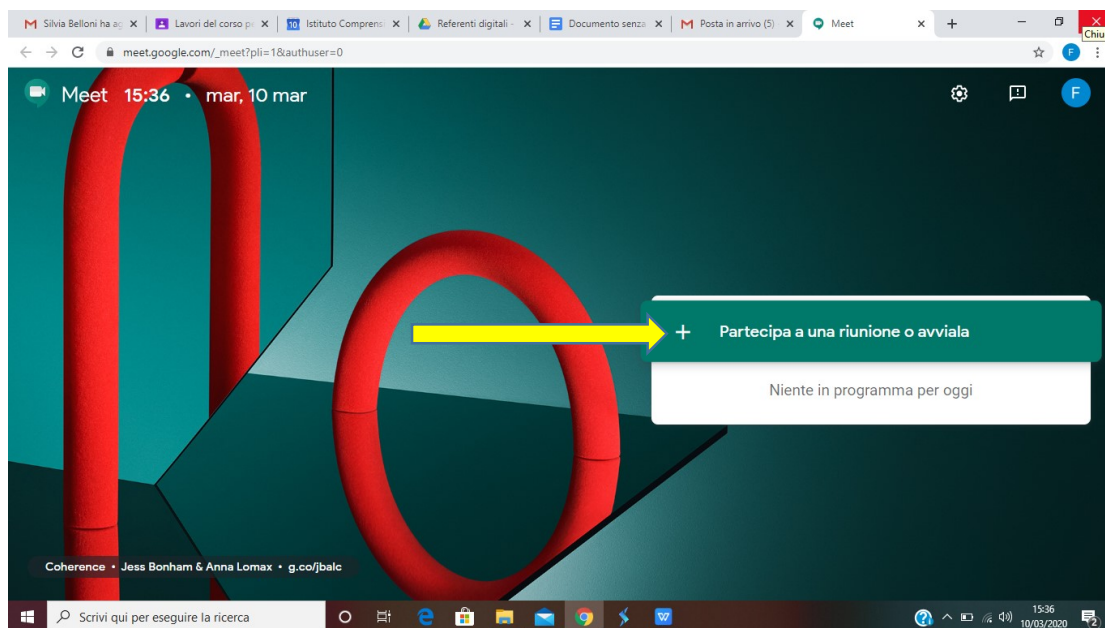 Silvia Belloni ha ag
Lavori del corso pe
Istituto Comprensi
Referenti digitali -
Documento senza
Posta in arrivo (5)
Meet
Chiu
meet.google.com/_meet?pli=1&authuser=0
F
Meet 15:36 • mar, 10 mar
F
+ Partecipa a una riunione o avviala
Niente in programma per oggi
Coherence • Jess Bonham & Anna Lomax • g.co/jbalc
Scrivi qui per eseguire la ricerca
15:36
10/03/2020
2